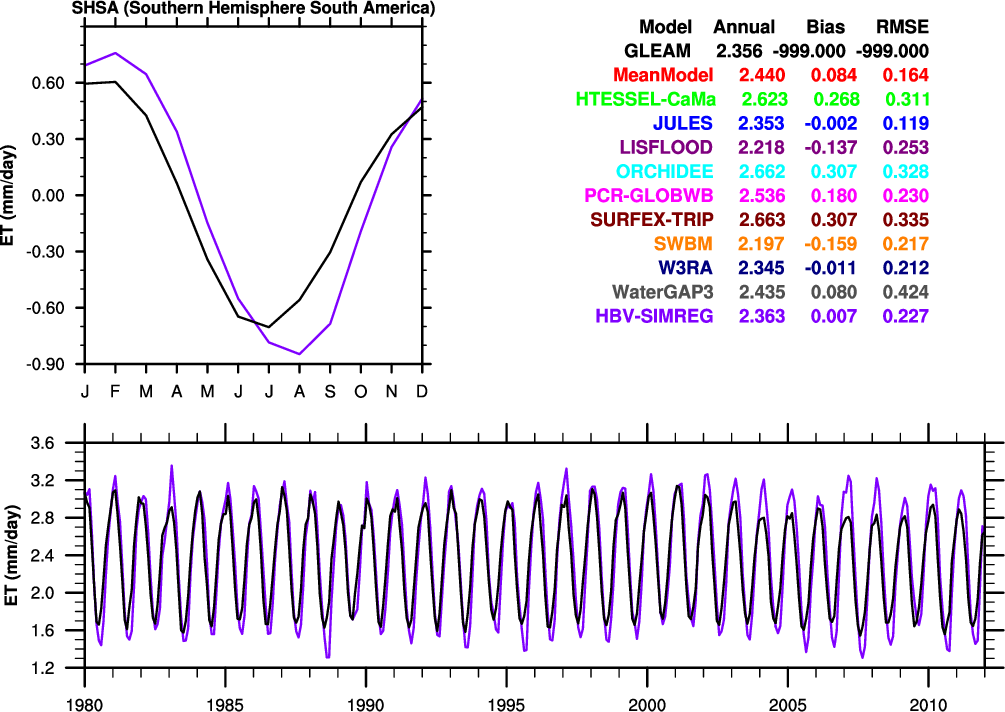 SHSA (Southern Hemisphere South America)
ET (mm/day)
0.60
0.30
0.00
-0.30
-0.60
-0.90
J F M A M J J A S O N D
Model Annual Bias RMSE
GLEAM 2.356 -999.000 -999.000
MeanModel 2.440 0.084 0.164
HTESSEL-CaMa 2.623 0.268 0.311
JULES 2.353 -0.002 0.119
LISFLOOD 2.218 -0.137 0.253
ORCHIDEE 2.662 0.307 0.328
PCR-GLOBWB 2.536 0.180 0.230
SURFEX-TRIP 2.663 0.307 0.335
SWBM 2.197 -0.159 0.217
W3RA 2.345 -0.011 0.212
WaterGAP3 2.435 0.080 0.424
HBV-SIMREG 2.363 0.007 0.227
ET (mm/day)
3.6
3.2
2.8
2.4
2.0
1.6
1.2
1980 1985 1990 1995 2000 2005 2010